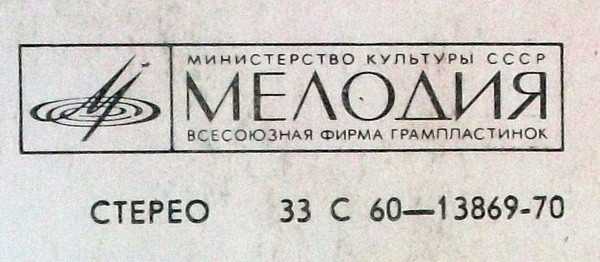 МИНИСТЕРСТВО КУЛЬТУРЫ СССР
МЕЛОДИЯ
ВСЕСОЮЗНАЯ ФИРМА ГРАМПЛАСТИНОК
СТЕРЕО 33 С 60—13869-70